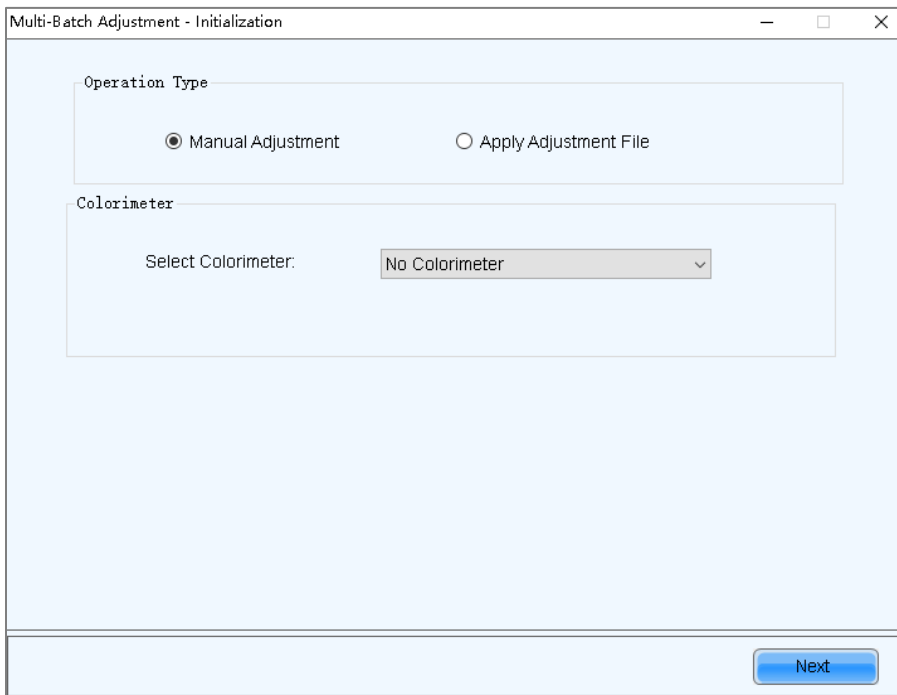 Multi-Batch Adjustment - Initialization
Operation Type
Manual Adjustment Apply Adjustment File
Colorimeter
Select Colorimeter: No Colorimeter
Next